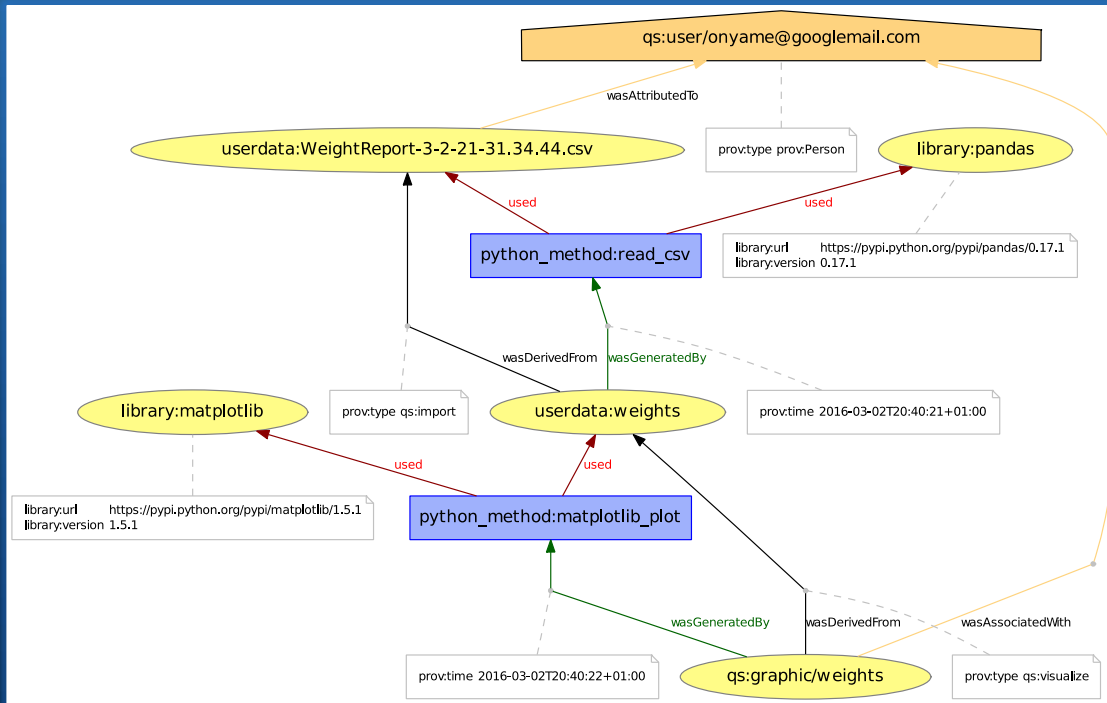 qs:user/onyame@googlemail.com
wasAttributedTo
userdata:WeightReport-3-2-21-31.34.44.csv
prov:type prov:Person
library:pandas
used
used
python_method:read_csv
library:url https://pypi.python.org/pypi/pandas/0.17.1
library:version 0.17.1
wasDerivedFrom
wasGeneratedBy
library:matplotlib
prov:type qs:import
userdata:weights
prov:time 2016-03-02T20:40:21+01:00
used
used
library:url https://pypi.python.org/pypi/matplotlib/1.5.1
library:version 1.5.1
python_method:matplotlib_plot
wasGeneratedBy
wasDerivedFrom
wasAssociatedWith
prov:time 2016-03-02T20:40:22+01:00
qs:graphic/weights
prov:type qs:visualize